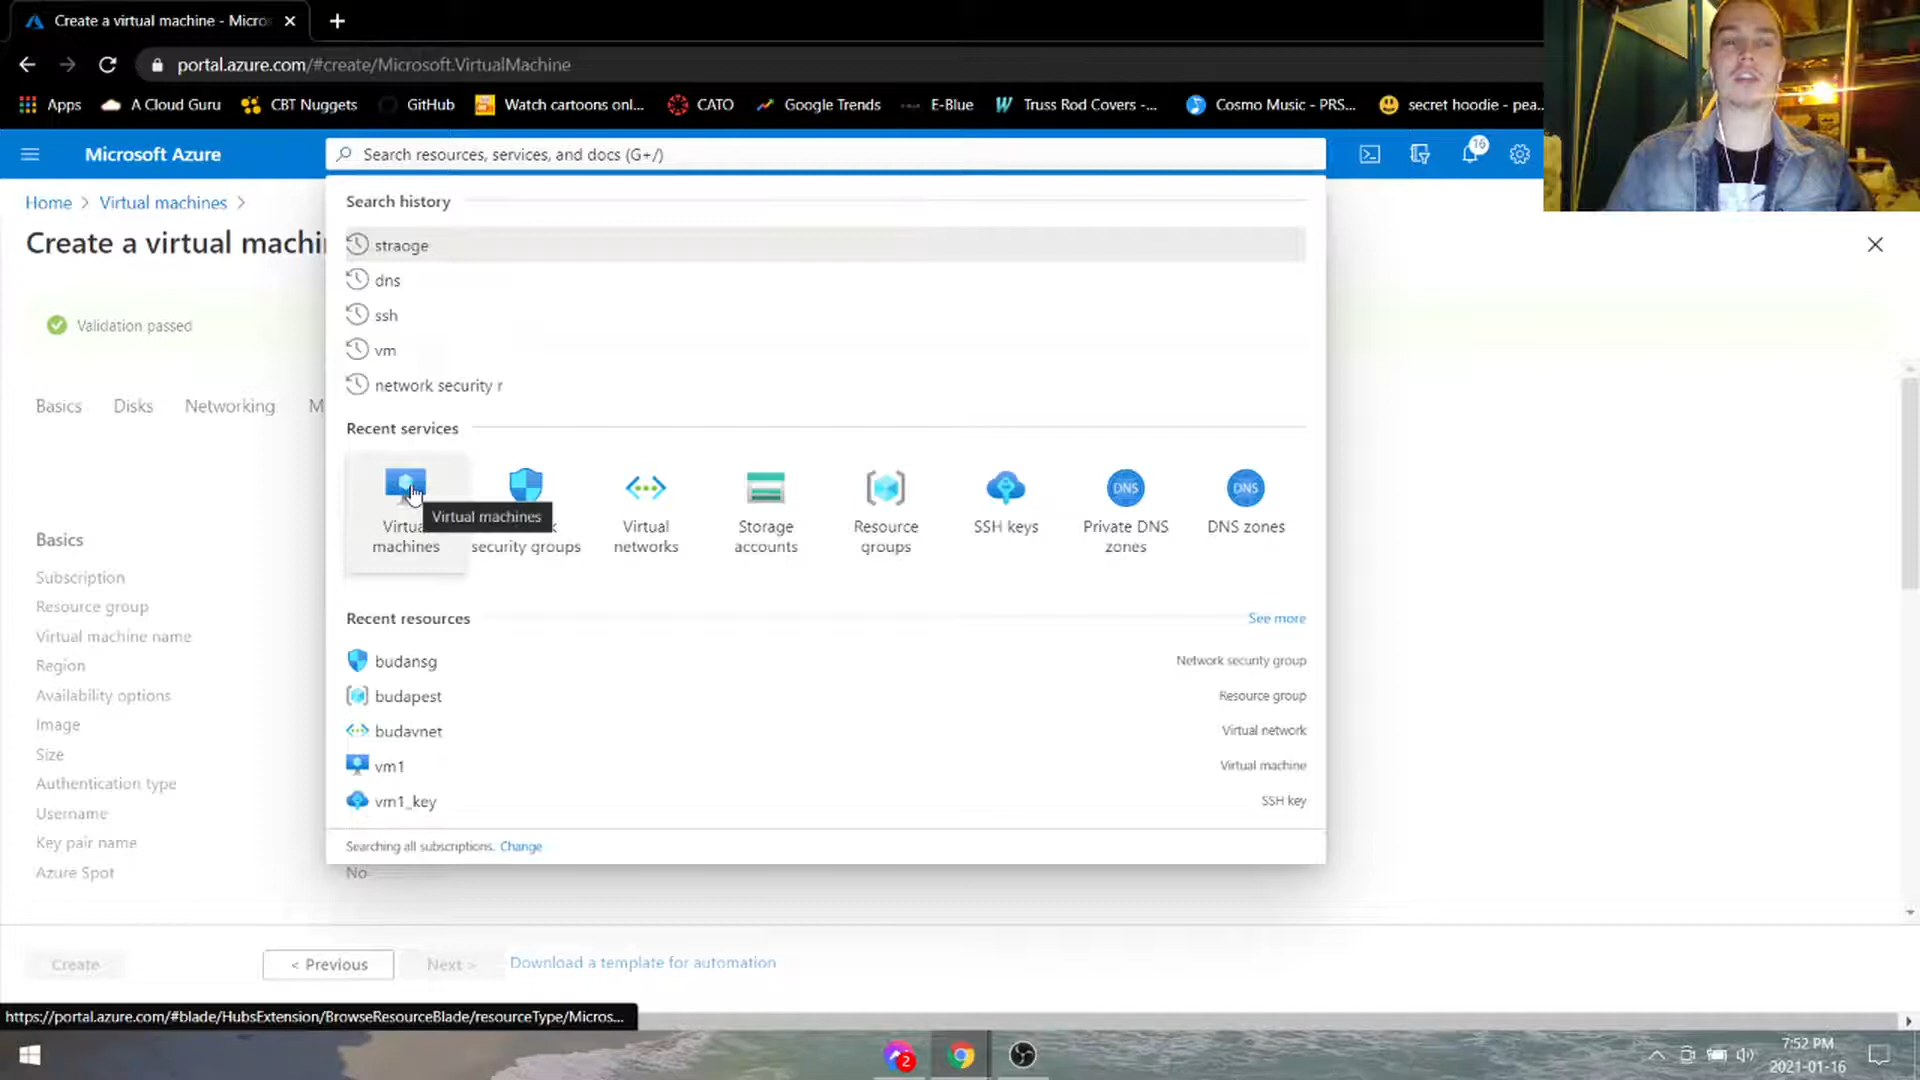 Create a virtual machine - Micros
portal.azure.com/#create/Microsoft.VirtualMachine
Apps A Cloud Guru CBT Nuggets GitHub Watch cartoons onl... CATO Google Trends E-Blue Truss Rod Covers -... Cosmo Music - PRS... secret hoodie - pea...
Microsoft Azure Search resources, services, and docs (G+/) 16
Home > Virtual machines >
Create a virtual machi
Validation passed
Basics Disks Networking M
Basics
Subscription
Resource group
Virtual machine name
Region
Availability options
Image
Size
Authentication type
Username
Key pair name
Azure Spot No
Search history
straoge
dns
ssh
vm
network security r
Recent services
Virtual machines
machines
security groups
Virtual networks
Storage accounts
Resource groups
SSH keys
Private DNS zones
DNS
DNS
DNS zones
Recent resources See more
budansg Network security group
budapest Resource group
budavnet Virtual network
vm1 Virtual machine
vm1_key SSH key
Searching all subscriptions. Change
Create < Previous Next > Download a template for automation
https://portal.azure.com/#blade/HubsExtension/BrowseResourceBlade/resourceType/Micros...
2
7:52 PM
2021-01-16